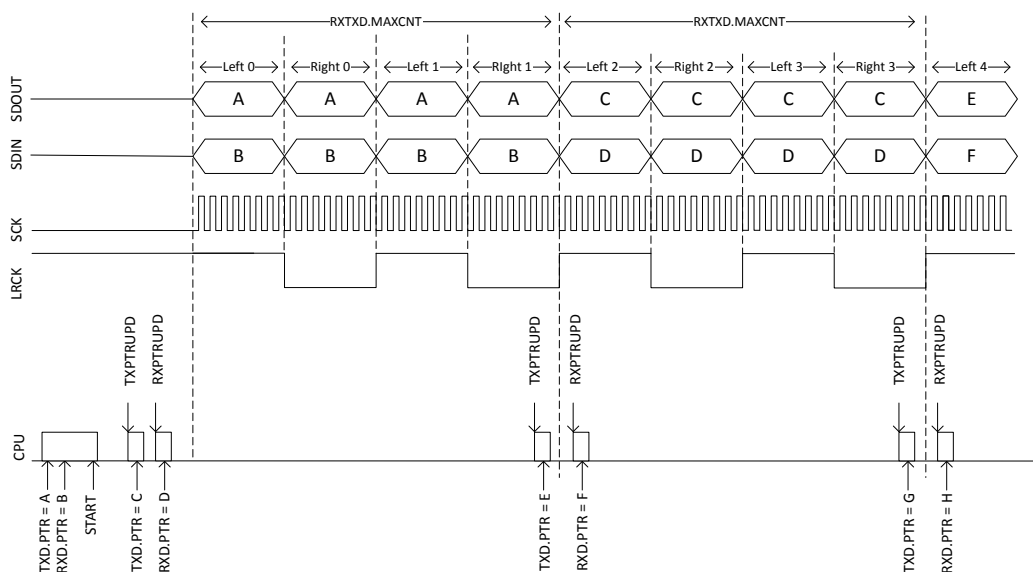 RXTXD.MAXCNT RXTXD.MAXCNT
Left 0 Right 0 Left 1 RIght 1 Left 2 Right 2 Left 3 Right 3 Left 4
SDOUT A A A A C C C C E
SDIN B B B B D D D D F
SCK
LRCK
TXPTRUPD RXPTRUPD TXPTRUPD RXPTRUPD TXPTRUPD RXPTRUPD
CPU
TXD.PTR = A RXD.PTR = B START TXD.PTR = C RXD.PTR = D TXD.PTR = E RXD.PTR = F TXD.PTR = G RXD.PTR = H